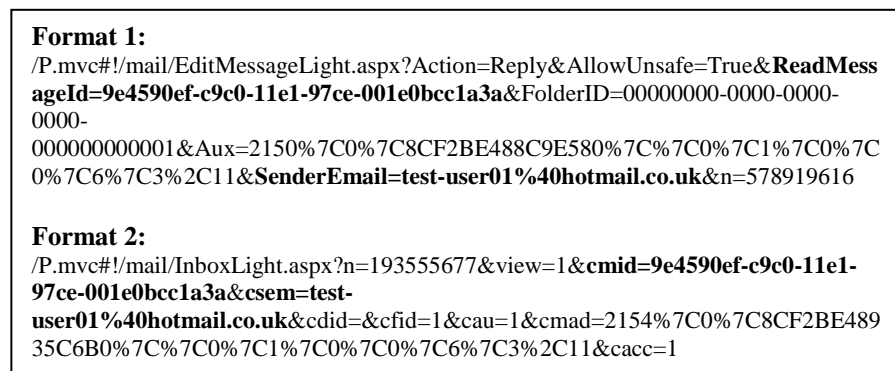 Format 1:
/P.mvc#!/mail/EditMessageLight.aspx?Action=Reply&AllowUnsafe=True&ReadMess
ageId=9e4590ef-c9c0-11e1-97ce-001e0bcc1a3a&FolderID=00000000-0000-0000-
0000-
000000000001&Aux=2150%7C0%7C8CF2BE488C9E580%7C%7C0%7C1%7C0%7C
0%7C6%7C3%2C11&SenderEmail=test-user01%40hotmail.co.uk&n=578919616
Format 2:
/P.mvc#!/mail/InboxLight.aspx?n=193555677&view=1&cmid=9e4590ef-c9c0-11e1-
97ce-001e0bcc1a3a&csem=test-
user01%40hotmail.co.uk&cdid=&cfid=1&cau=1&cmad=2154%7C0%7C8CF2BE489
35C6B0%7C%7C0%7C1%7C0%7C0%7C6%7C3%2C11&cacc=1